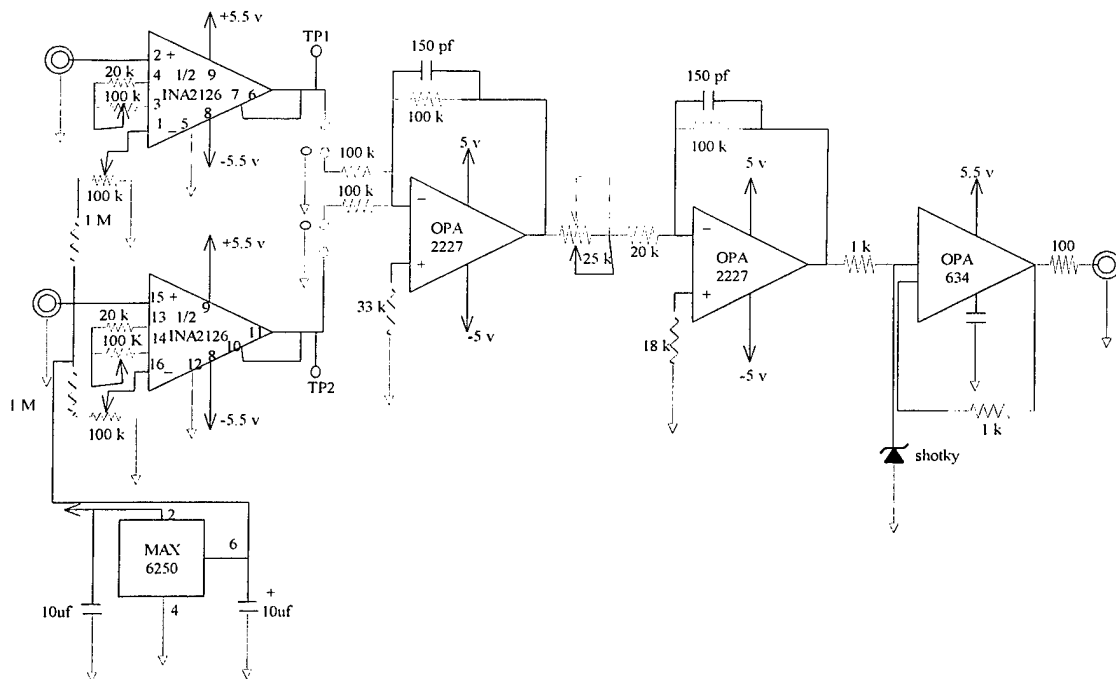 +5.5 v
TP1
2 +
20 k
4
1/2
9
100 k
INA2126
3
7
6
1
_
5
8
-5.5 v
100 k
1 M
150 pf
100 k
100 k
100 k
5 v
−
OPA
2227
+
33 k
-5 v
25 k
20 k
150 pf
100 k
5 v
−
OPA
2227
+
18 k
-5 v
1 k
5.5 v
OPA
634
100
1 k
shotky
+5.5 v
15 +
9
20 k
13
1/2
100 K
14
INA2126
11
16
_
12
8
10
-5.5 v
TP2
1 M
100 k
2
MAX
6250
6
4
10uf
+
10uf